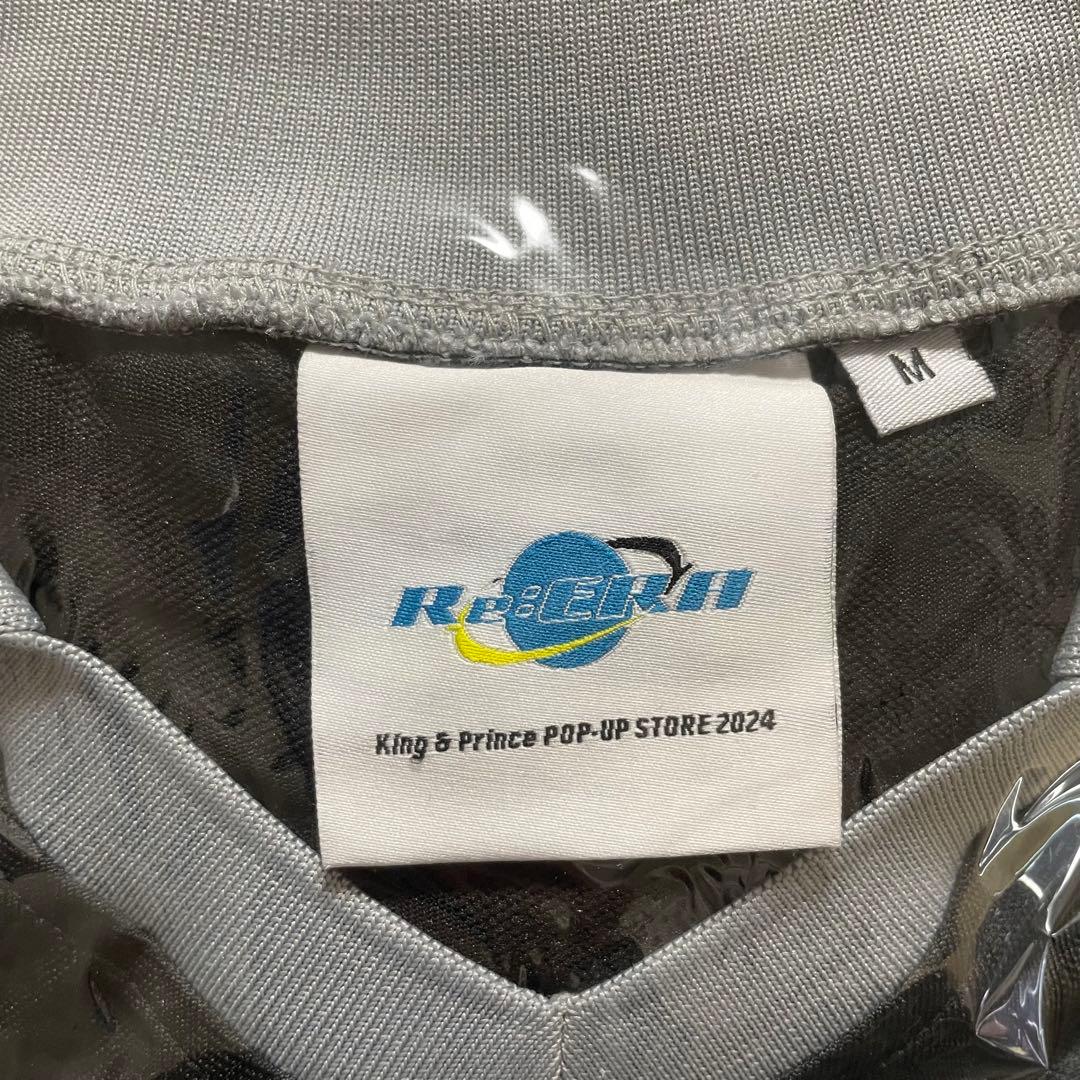 M
Re:ERA
King & Prince POP-UP STORE 2024